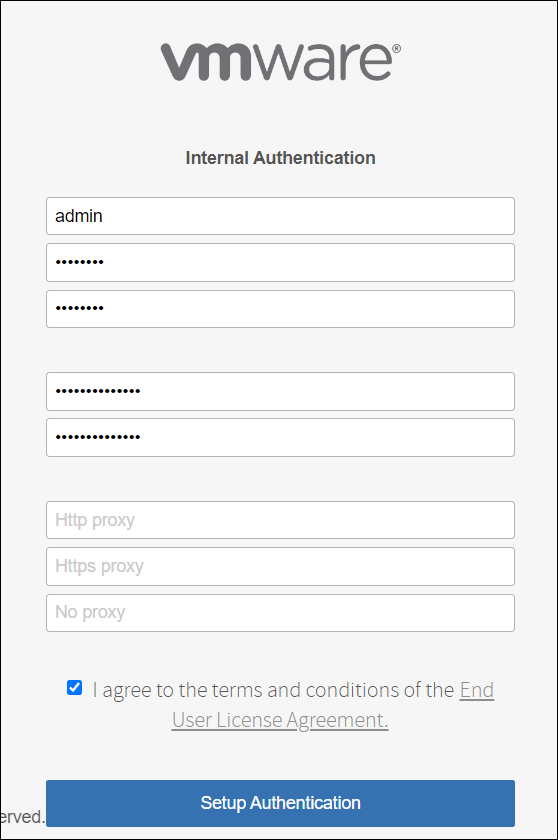 vmware®
Internal Authentication
admin
••••••••
••••••••
••••••••••••••
••••••••••••••
Http proxy
Https proxy
No proxy
I agree to the terms and conditions of the End
User License Agreement.
Setup Authentication
erved.